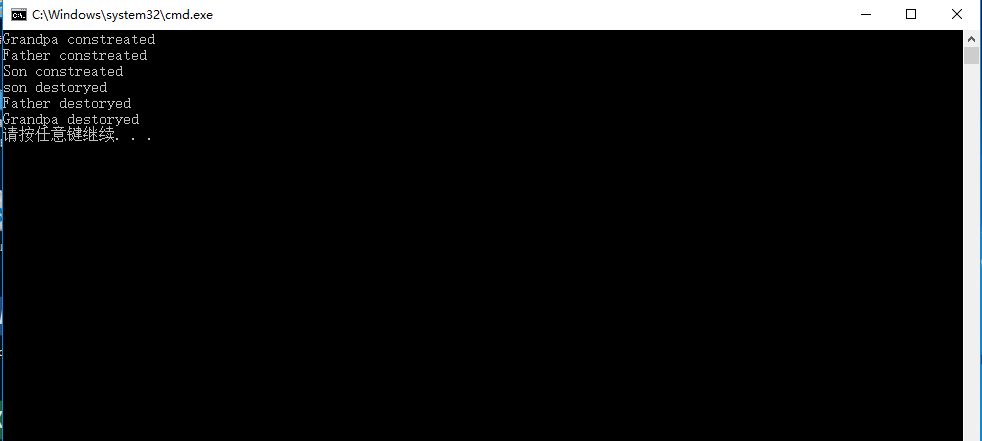 C:\Windows\system32\cmd.exe
Grandpa constreated
Father constreated
Son constreated
son destoryed
Father destoryed
Grandpa destoryed
请按任意键继续. . .